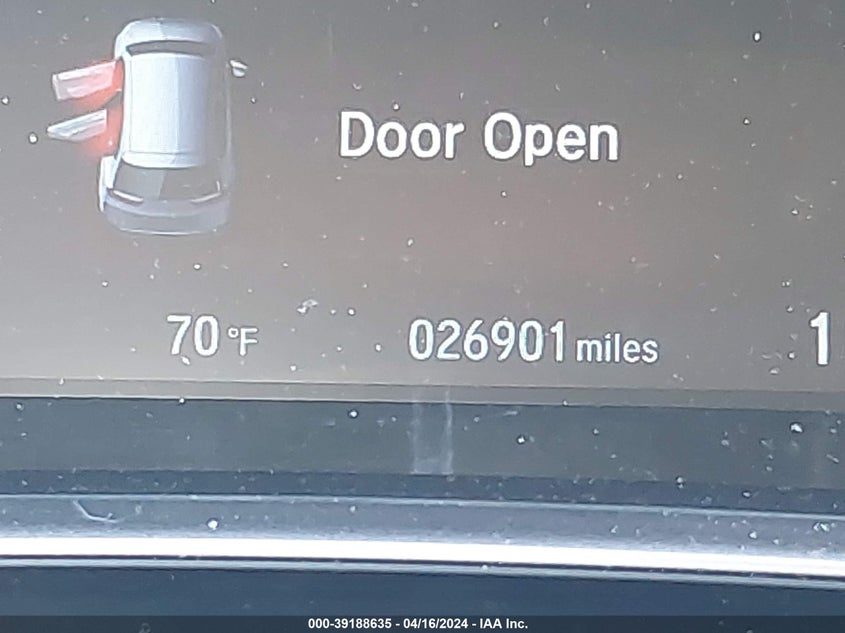 Door Open
70 °F 026901 miles 1
000-39188635 - 04/16/2024 - IAA Inc.